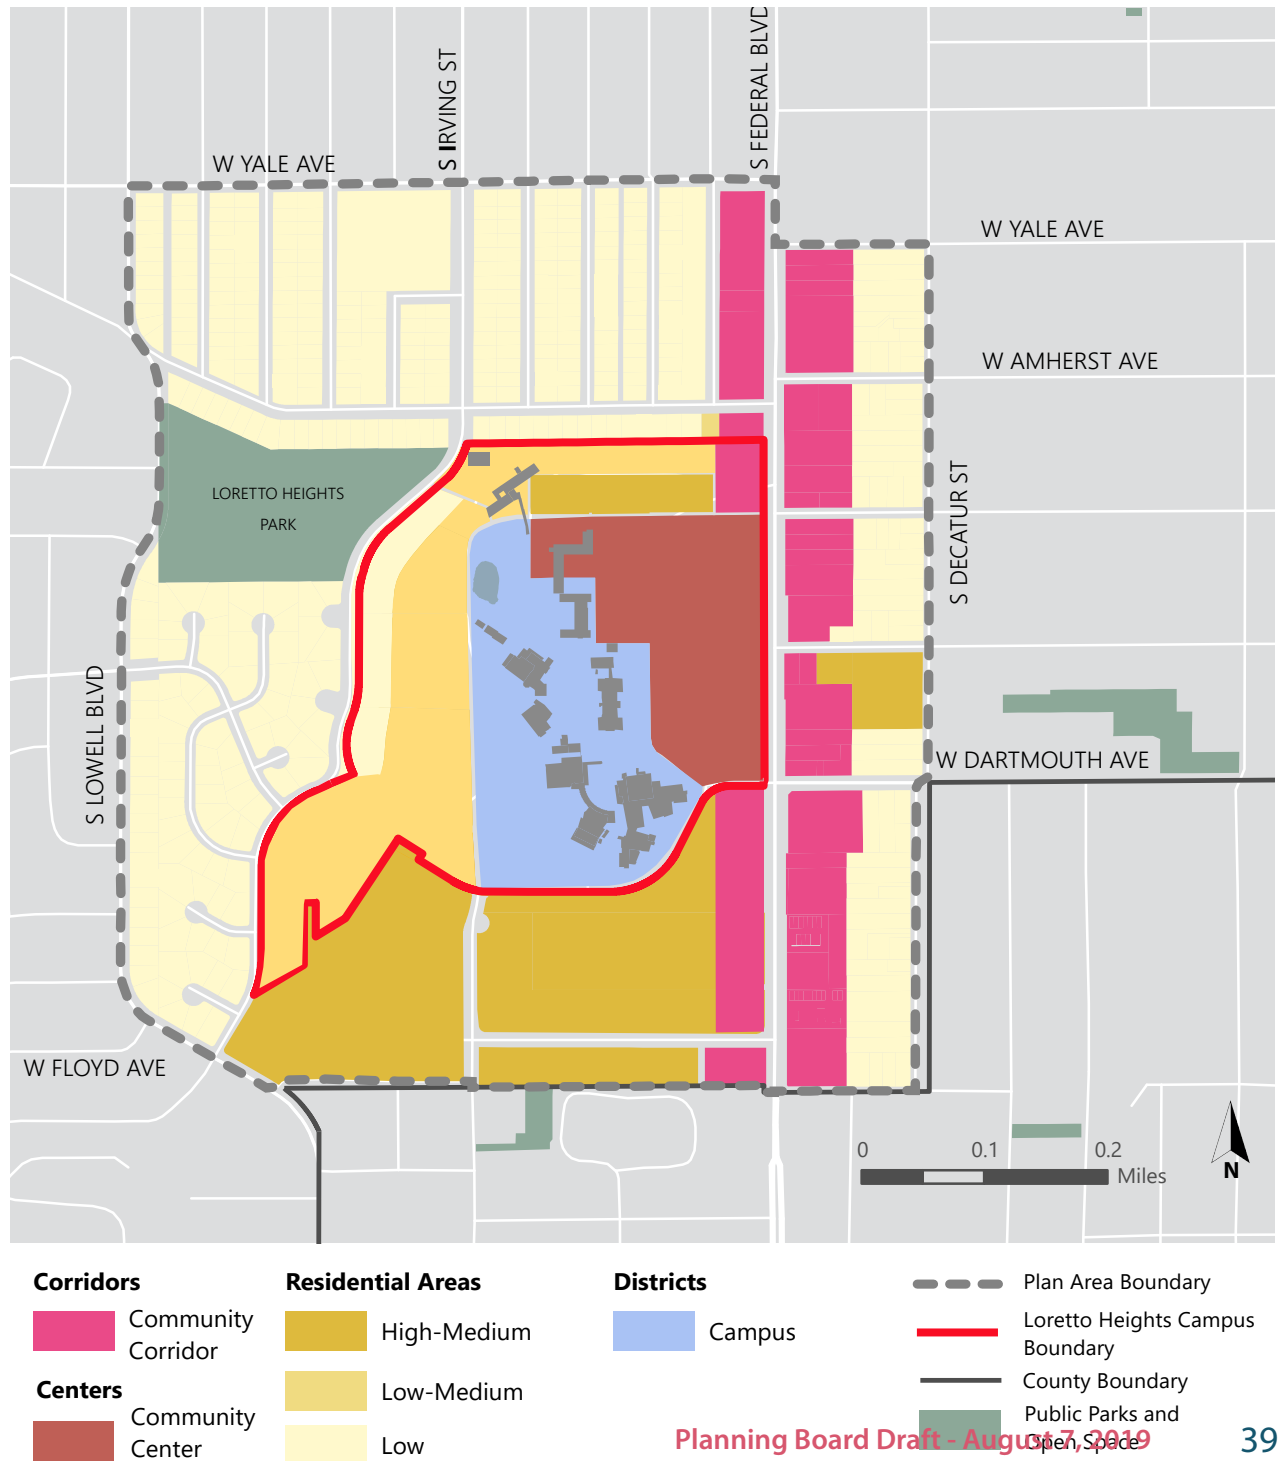 S IRVING ST
S FEDERAL BLVD
W YALE AVE
W YALE AVE
W AMHERST AVE
LORETTO HEIGHTS
PARK
S DECATUR ST
S LOWELL BLVD
W DARTMOUTH AVE
W FLOYD AVE
0 0.1 0.2
Miles
N
Corridors
Community
Corridor
Centers
Community
Center
Residential Areas
High-Medium
Low-Medium
Low
Districts
Campus
Plan Area Boundary
Loretto Heights Campus
Boundary
County Boundary
Public Parks and
Open Space
Planning Board Draft - August 7, 2019
39